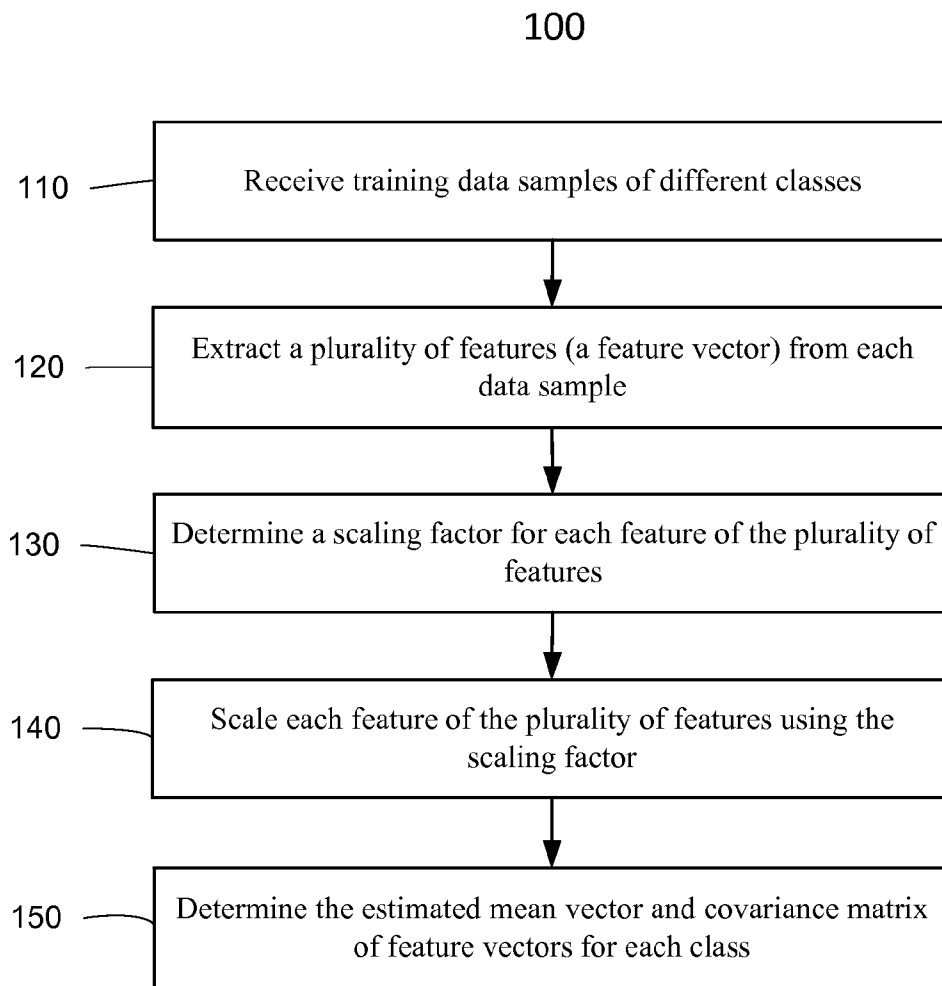 100
110
Receive training data samples of different classes
120
Extract a plurality of features (a feature vector) from each
data sample
130
Determine a scaling factor for each feature of the plurality of
features
140
Scale each feature of the plurality of features using the
scaling factor
150
Determine the estimated mean vector and covariance matrix
of feature vectors for each class